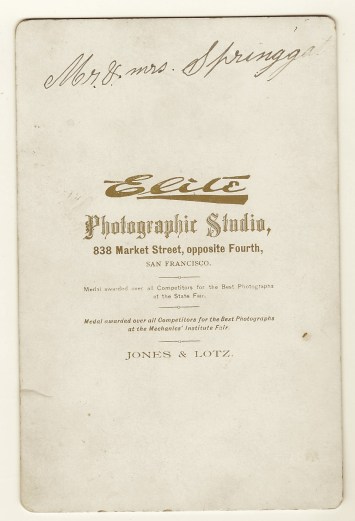 Mr. & mrs.
Elite
Photographic Studio,
838 Market Street, opposite Fourth,
SAN FRANCISCO.
Medal awarded over all Competitors for the Best Photographs
at the State Fair.
Medal awarded over all Competitors for the Best Photographs
at the Mechanics' Institute Fair.
JONES & LOTZ.